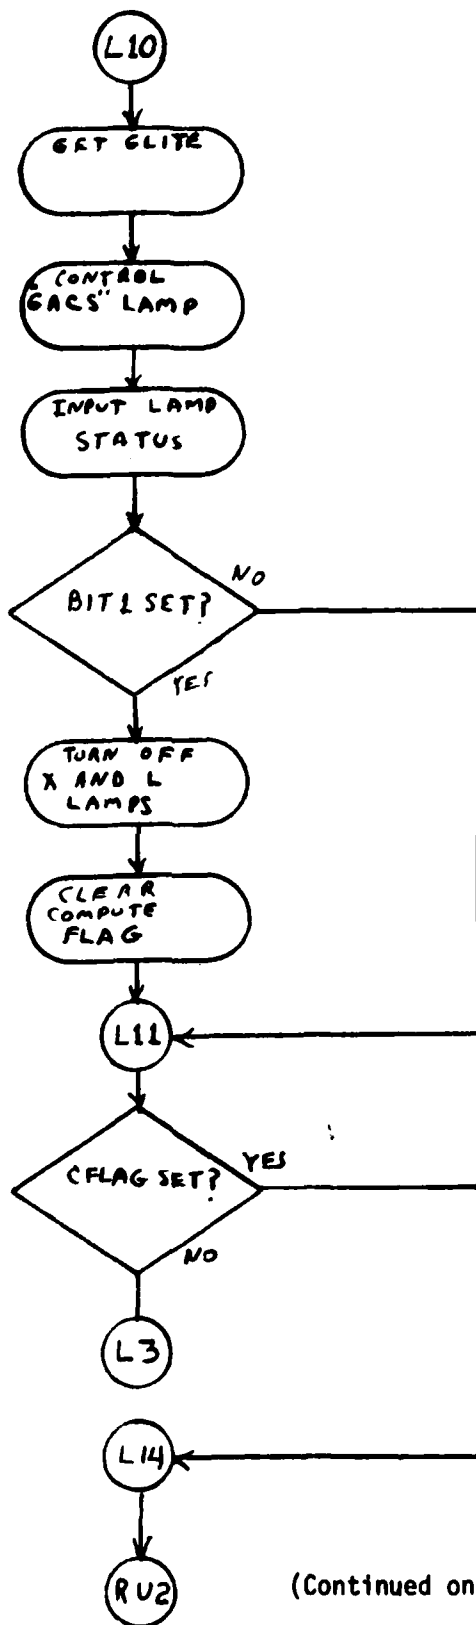 L10
GET GLITE
CONTROL
"GACS" LAMP
INPUT LAMP
STATUS
NO
BIT 1 SET?
YES
TURN OFF
X AND L
LAMPS
CLEAR
COMPUTE
FLAG
L11
CFLAG SET?
YES
NO
L3
L14
RU2
(Continued on